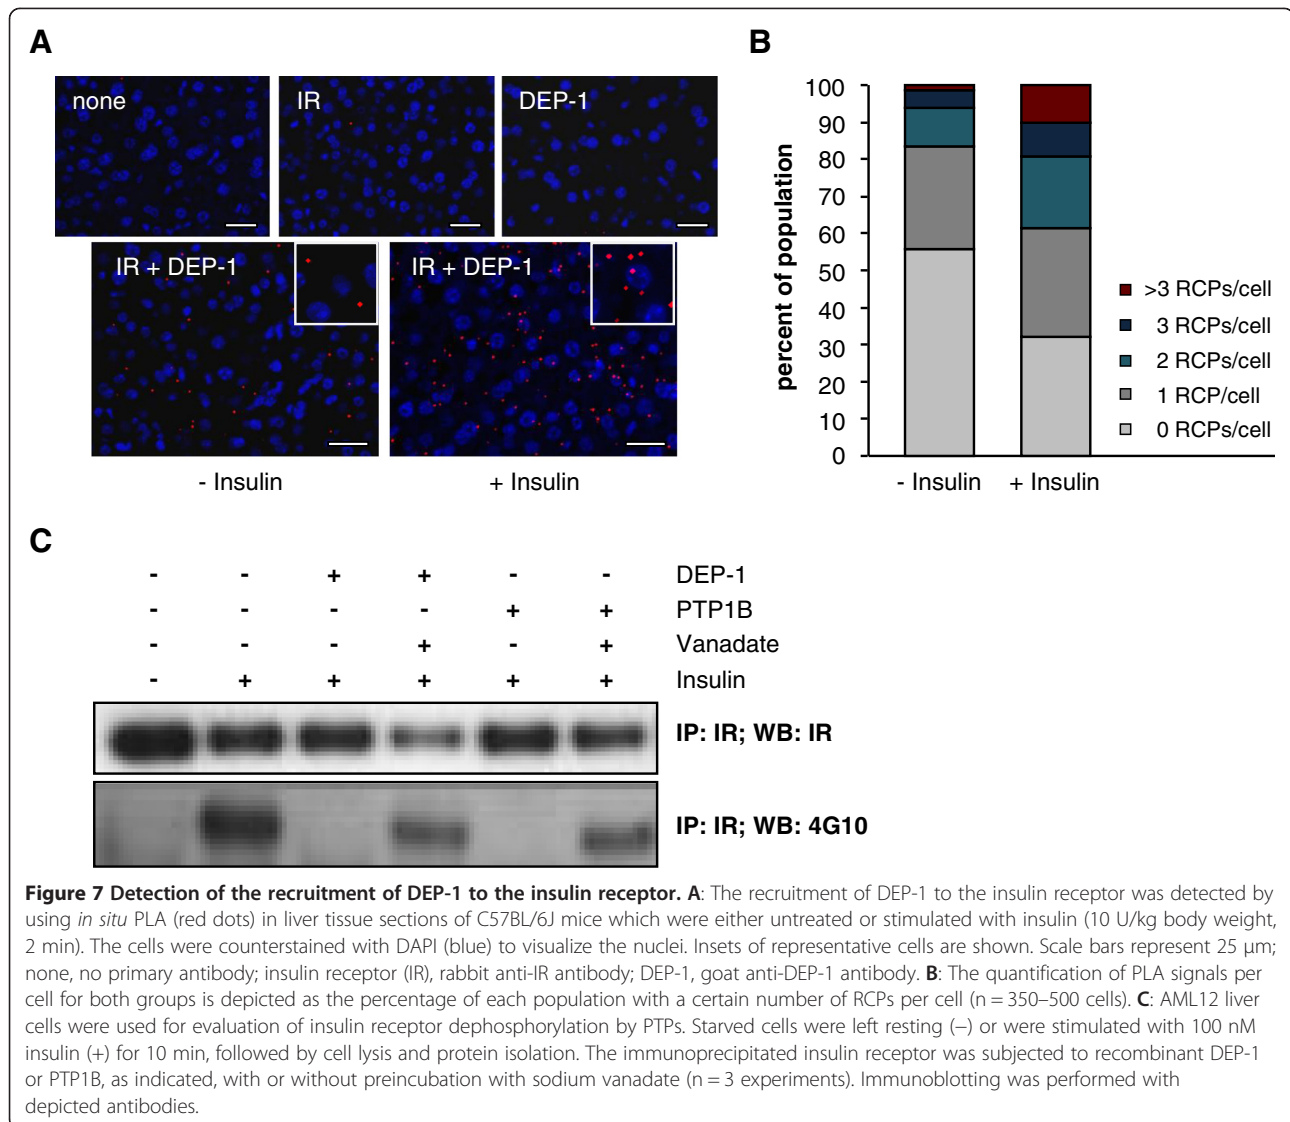 A
none
IR
DEP-1
IR + DEP-1
IR + DEP-1
- Insulin
+ Insulin
B
percent of population
100
90
80
70
60
50
40
30
20
10
0
>3 RCPs/cell
3 RCPs/cell
2 RCPs/cell
1 RCP/cell
0 RCPs/cell
- Insulin + Insulin
C
- - + + - - DEP-1
- - - - + + PTP1B
- - - + - + Vanadate
- + + + + + Insulin
IP: IR; WB: IR
IP: IR; WB: 4G10
Figure 7 Detection of the recruitment of DEP-1 to the insulin receptor. A: The recruitment of DEP-1 to the insulin receptor was detected by
using in situ PLA (red dots) in liver tissue sections of C57BL/6J mice which were either untreated or stimulated with insulin (10 U/kg body weight,
2 min). The cells were counterstained with DAPI (blue) to visualize the nuclei. Insets of representative cells are shown. Scale bars represent 25 μm;
none, no primary antibody; insulin receptor (IR), rabbit anti-IR antibody; DEP-1, goat anti-DEP-1 antibody. B: The quantification of PLA signals per
cell for both groups is depicted as the percentage of each population with a certain number of RCPs per cell (n = 350–500 cells). C: AML12 liver
cells were used for evaluation of insulin receptor dephosphorylation by PTPs. Starved cells were left resting (−) or were stimulated with 100 nM
insulin (+) for 10 min, followed by cell lysis and protein isolation. The immunoprecipitated insulin receptor was subjected to recombinant DEP-1
or PTP1B, as indicated, with or without preincubation with sodium vanadate (n = 3 experiments). Immunoblotting was performed with
depicted antibodies.